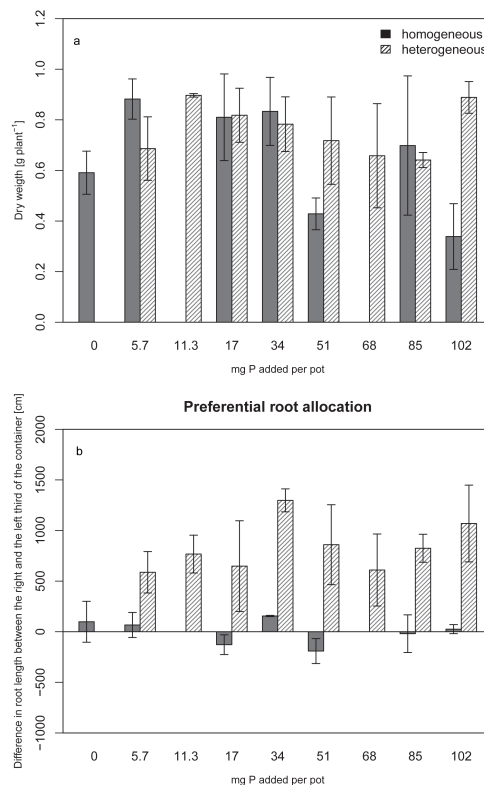 a
homogeneous
heterogeneous
Dry weigth [g plant−1]
1.2
1.0
0.8
0.6
0.4
0.2
0.0
0 5.7 11.3 17 34 51 68 85 102
mg P added per pot
Preferential root allocation
b
Difference in root length between the right and the left third of the container [cm]
2000
1500
1000
500
0
−500
−1000
0 5.7 11.3 17 34 51 68 85 102
mg P added per pot